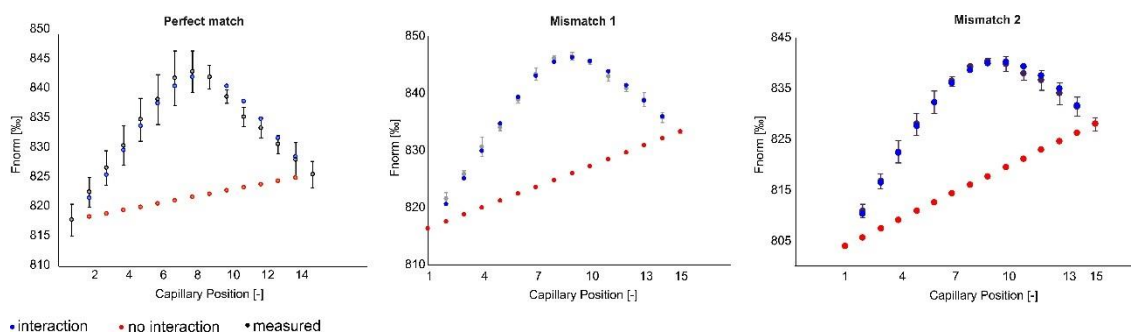 Perfect match
850
845
840
835
830
825
820
815
810
Fnorm [‰]
2 4 6 8 10 12 14
Capillary Position [-]
Mismatch 1
850
840
830
820
810
Fnorm [‰]
1 4 7 10 13 15
Capillary Position [-]
Mismatch 2
845
835
825
815
805
Fnorm [‰]
1 4 7 10 13 15
Capillary Position [-]
interaction no interaction measured